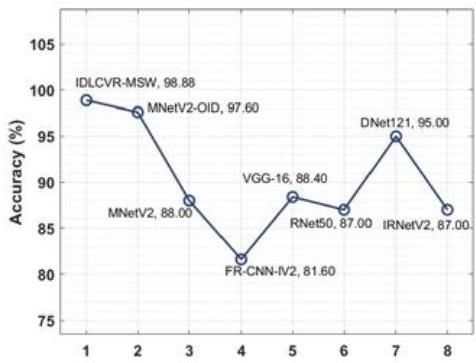 105
100
95
90
85
80
75
Accuracy (%)
IDLCVR-MSW, 98.88
MNetV2-OID, 97.60
MNetV2, 88.00
FR-CNN-IV2, 81.60
VGG-16, 88.40
RNet50, 87.00
DNet121, 95.00
IRNetV2, 87.00
1 2 3 4 5 6 7 8